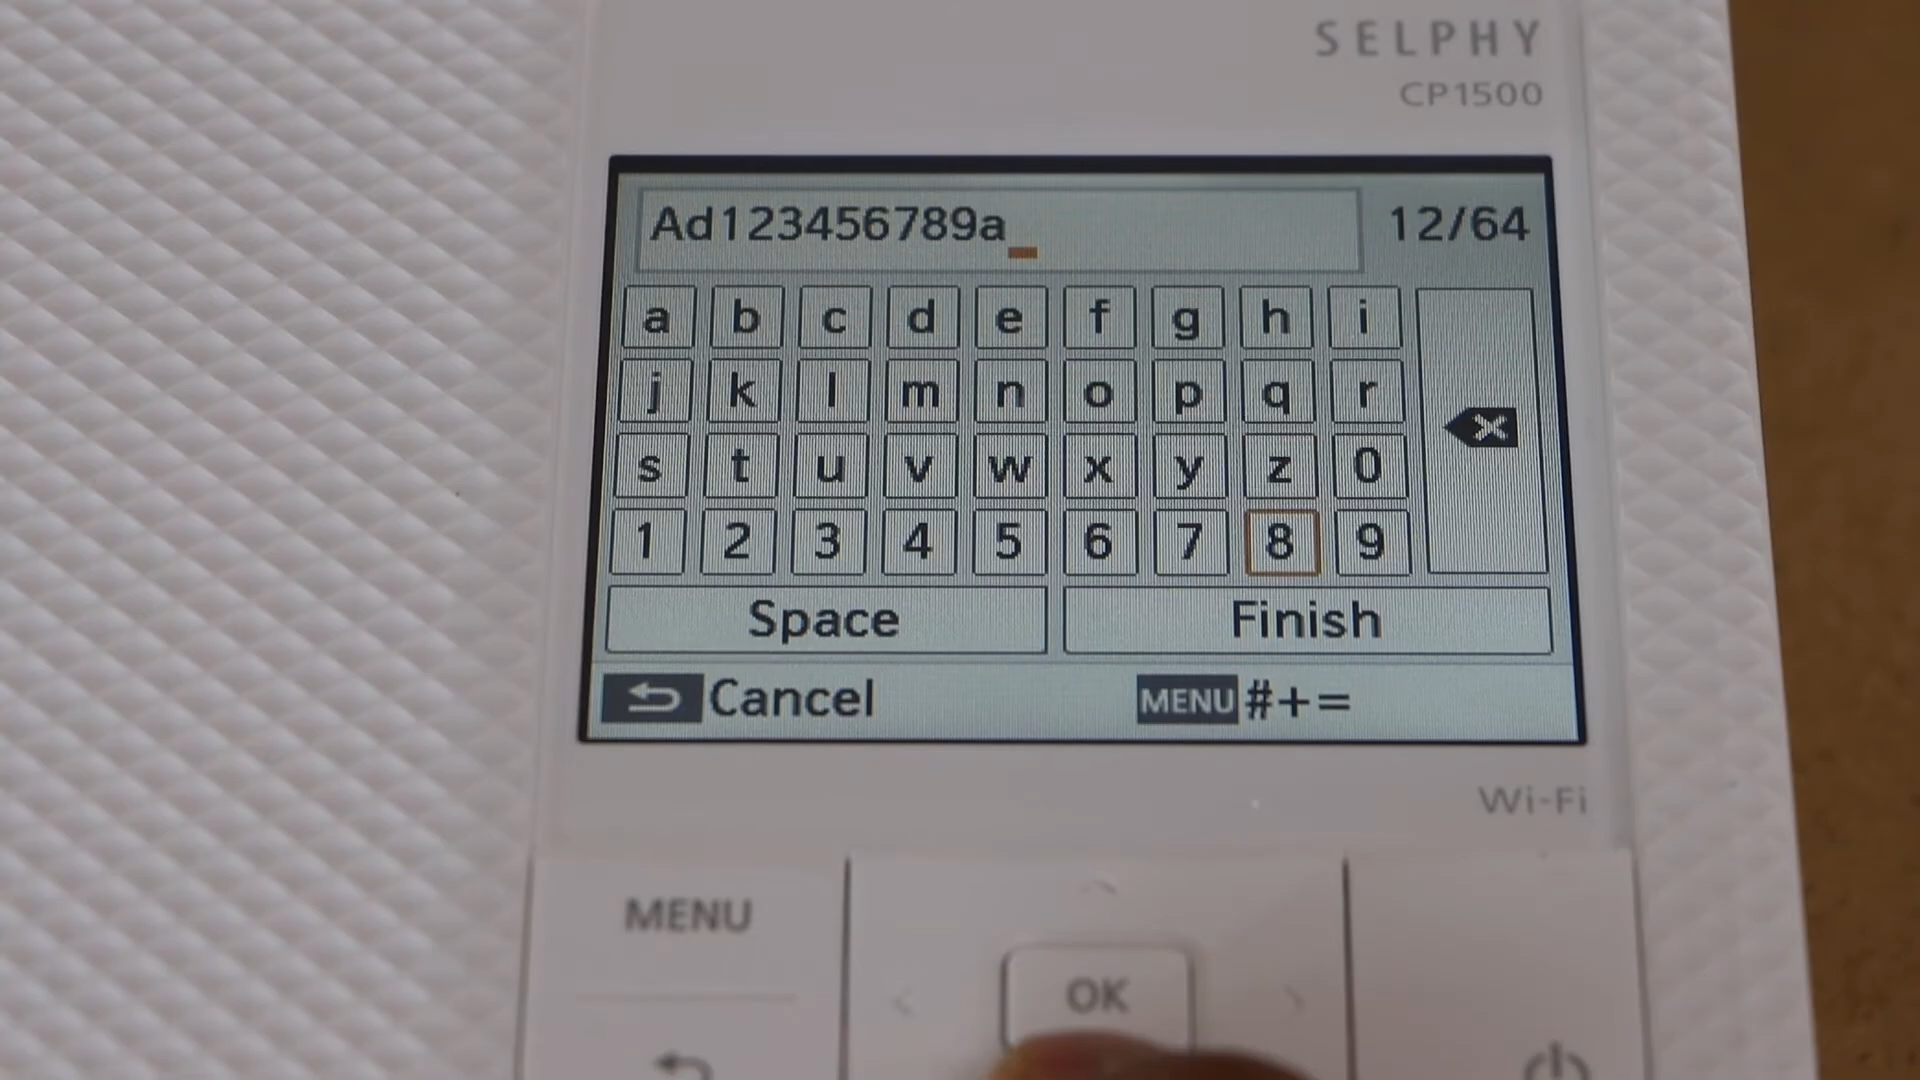 SELPHY
CP1500
Ad123456789a_ 12/64
a b c d e f g h i
j k l m n o p q r
s t u v w x y z 0
1 2 3 4 5 6 7 8 9
Space Finish
Cancel MENU #+=
Wi-Fi
MENU
OK